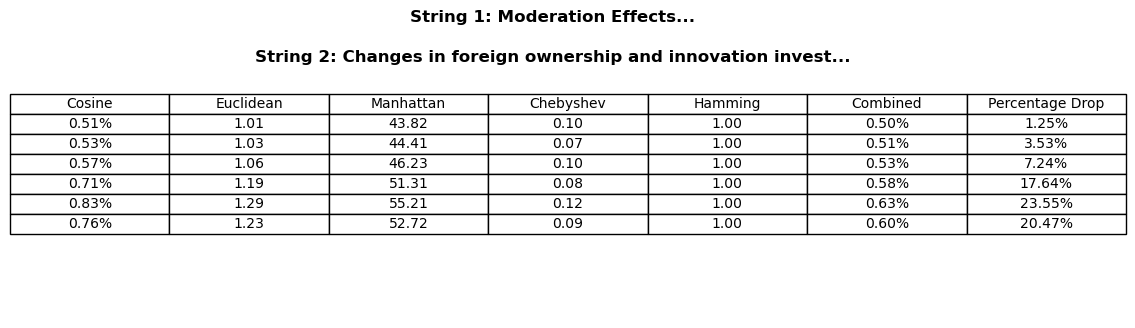 String 1: Moderation Effects...
String 2: Changes in foreign ownership and innovation invest...
Cosine Euclidean Manhattan Chebyshev Hamming Combined Percentage Drop
0.51% 1.01 43.82 0.10 1.00 0.50% 1.25%
0.53% 1.03 44.41 0.07 1.00 0.51% 3.53%
0.57% 1.06 46.23 0.10 1.00 0.53% 7.24%
0.71% 1.19 51.31 0.08 1.00 0.58% 17.64%
0.83% 1.29 55.21 0.12 1.00 0.63% 23.55%
0.76% 1.23 52.72 0.09 1.00 0.60% 20.47%